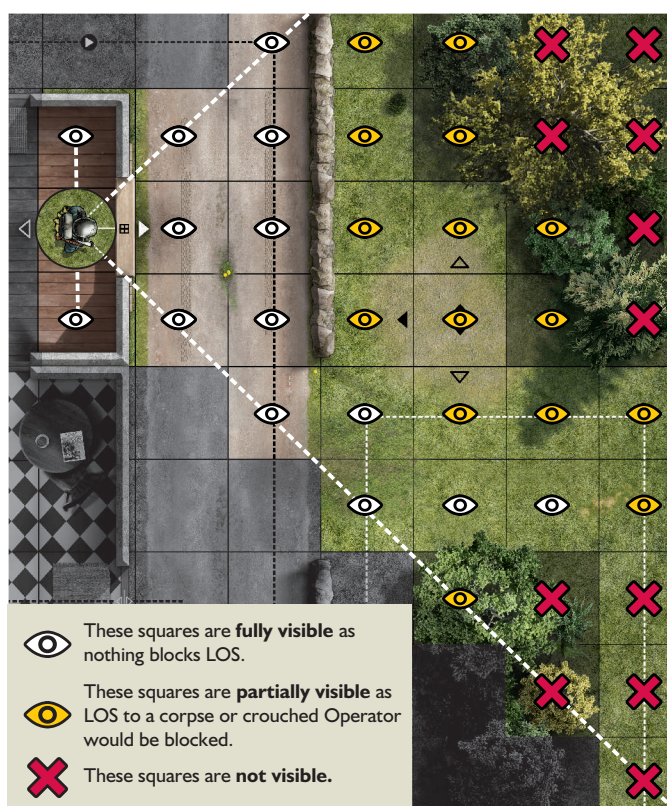 These squares are fully visible as
nothing blocks LOS.
These squares are partially visible as
LOS to a corpse or crouched Operator
would be blocked.
These squares are not visible.